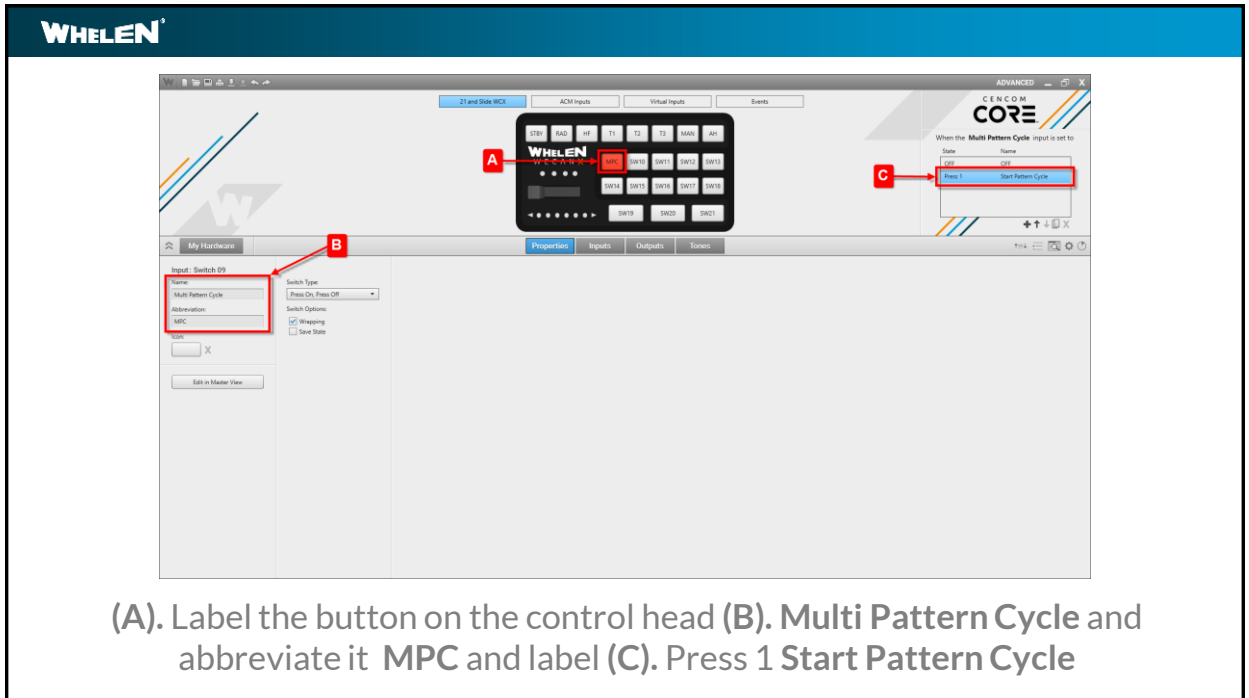 WHELEN
ADVANCED
21 and Slide WCX
ACM Inputs
Virtual Inputs
Events
CENCOM
CORE
When the Multi Pattern Cycle input is set to
State Name
OFF OFF
Press 1 Start Pattern Cycle
STBY RAD HF T1 T2 T3 MAN AH
WHELEN
WECANX
MPC SW10 SW11 SW12 SW13
SW14 SW15 SW16 SW17 SW18
SW19 SW20 SW21
A
C
B
My Hardware
Properties Inputs Outputs Tones
Input: Switch 09
Name:
Multi Pattern Cycle
Abbreviation:
MPC
Icon:
X
Edit in Master View
Switch Type:
Press On, Press Off
Switch Options:
Wrapping
Save State
(A). Label the button on the control head (B). Multi Pattern Cycle and
abbreviate it MPC and label (C). Press 1 Start Pattern Cycle